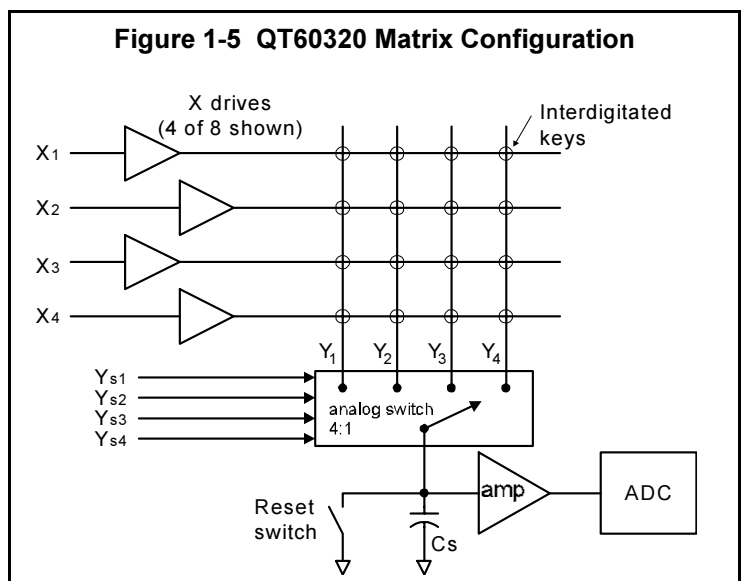 Figure 1-5 QT60320 Matrix Configuration
X drives
(4 of 8 shown)
Interdigitated
keys
X1
X2
X3
X4
Y1
Y2
Y3
Y4
Ys1
Ys2
Ys3
Ys4
analog switch
4:1
Reset
switch
Cs
amp
ADC